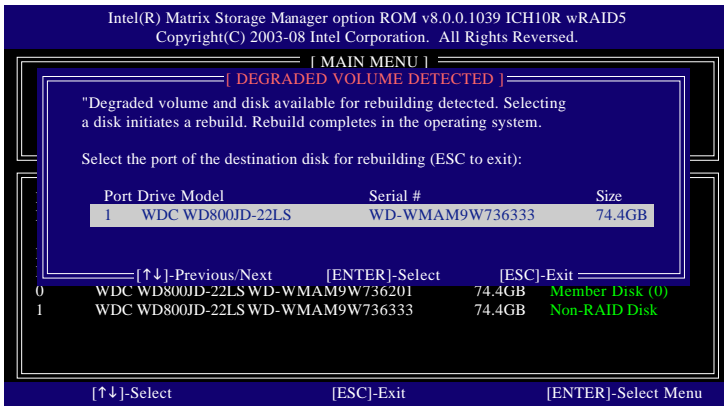 Intel(R) Matrix Storage Manager option ROM v8.0.0.1039 ICH10R wRAID5
Copyright(C) 2003-08 Intel Corporation. All Rights Reversed.
[ MAIN MENU ]
[ DEGRADED VOLUME DETECTED ]
"Degraded volume and disk available for rebuilding detected. Selecting
a disk initiates a rebuild. Rebuild completes in the operating system.
Select the port of the destination disk for rebuilding (ESC to exit):
Port Drive Model Serial # Size
1 WDC WD800JD-22LS WD-WMAM9W736333 74.4GB
[↑↓]-Previous/Next [ENTER]-Select [ESC]-Exit
0 WDC WD800JD-22LS WD-WMAM9W736201 74.4GB Member Disk (0)
1 WDC WD800JD-22LS WD-WMAM9W736333 74.4GB Non-RAID Disk
[↑↓]-Select [ESC]-Exit [ENTER]-Select Menu